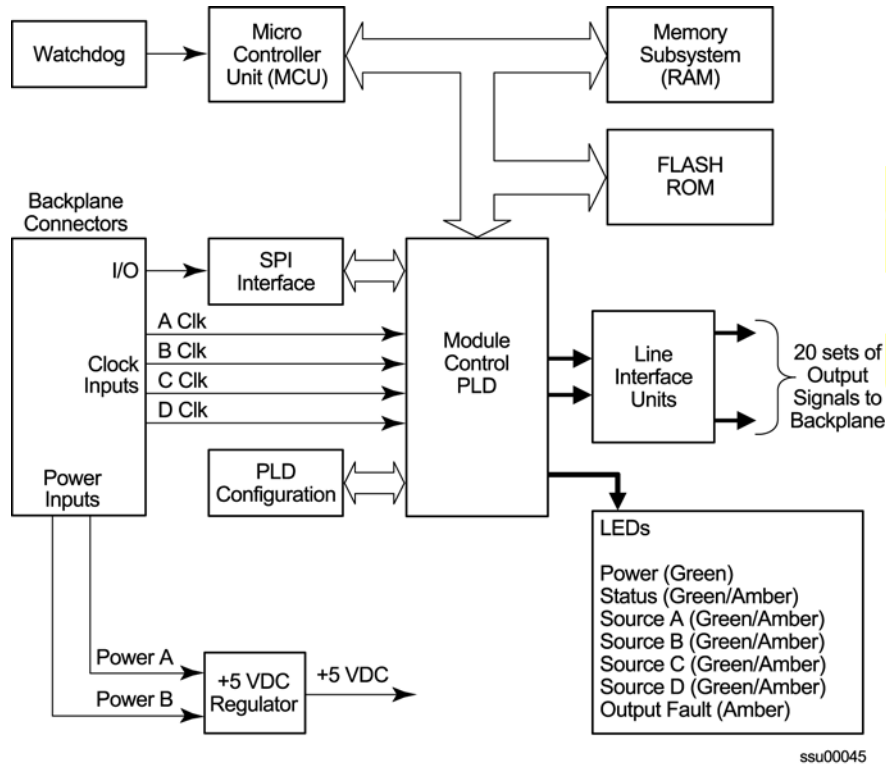 Watchdog
Micro
Controller
Unit (MCU)
Memory
Subsystem
(RAM)
FLASH
ROM
Backplane
Connectors
I/O
SPI
Interface
A Clk
B Clk
C Clk
D Clk
Clock
Inputs
Module
Control
PLD
Line
Interface
Units
20 sets of
Output
Signals to
Backplane
PLD
Configuration
Power
Inputs
LEDs
Power (Green)
Status (Green/Amber)
Source A (Green/Amber)
Source B (Green/Amber)
Source C (Green/Amber)
Source D (Green/Amber)
Output Fault (Amber)
Power A
Power B
+5 VDC
Regulator
+5 VDC
ssu00045